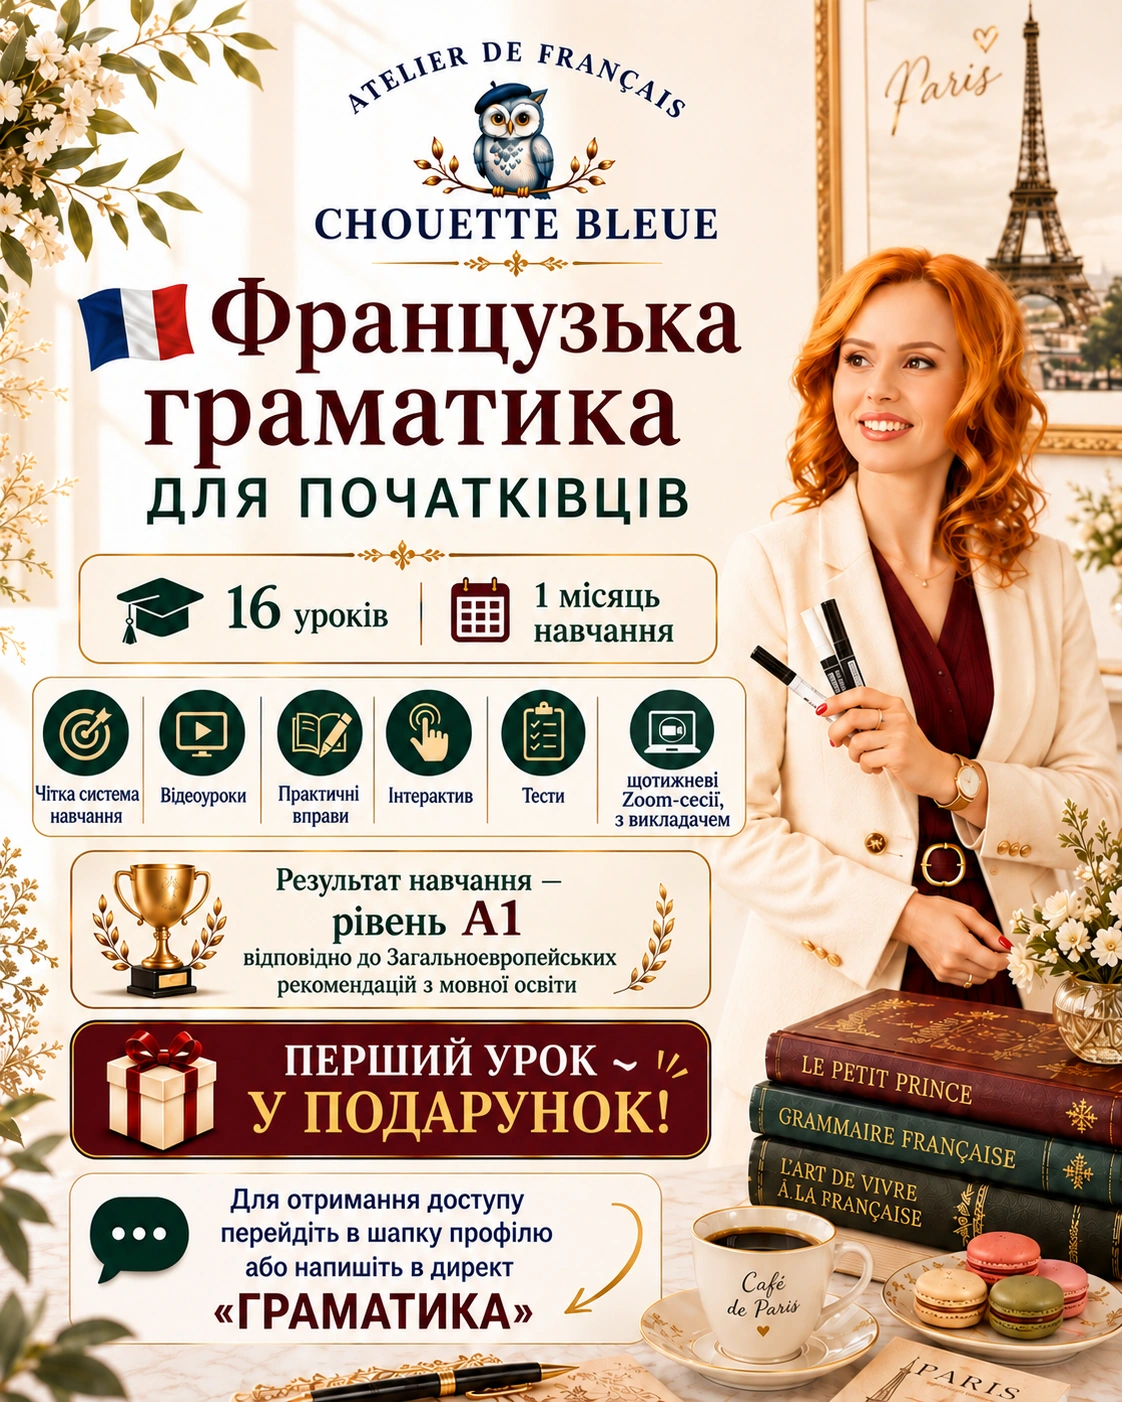 ATELIER DE FRANÇAIS
CHOUETTE BLEUE
Paris
Французька
граматика
ДЛЯ ПОЧАТКІВЦІВ
16 уроків
1 місяць
навчання
Чітка система
навчання
Відеоуроки
Практичні
вправи
Інтерактив
Тести
щотижневі
Zoom-сесії,
з викладачем
Результат навчання –
рівень A1
відповідно до Загальноевропейських
рекомендацій з мовної освіти
ПЕРШИЙ УРОК ~
У ПОДАРУНОК!
Для отримання доступу
перейдіть в шапку профілю
або напишіть в директ
«ГРАМАТИКА»
LE PETIT PRINCE
GRAMMAIRE FRANÇAISE
L'ART DE VIVRE
À LA FRANÇAISE
Café
de Paris
PARIS